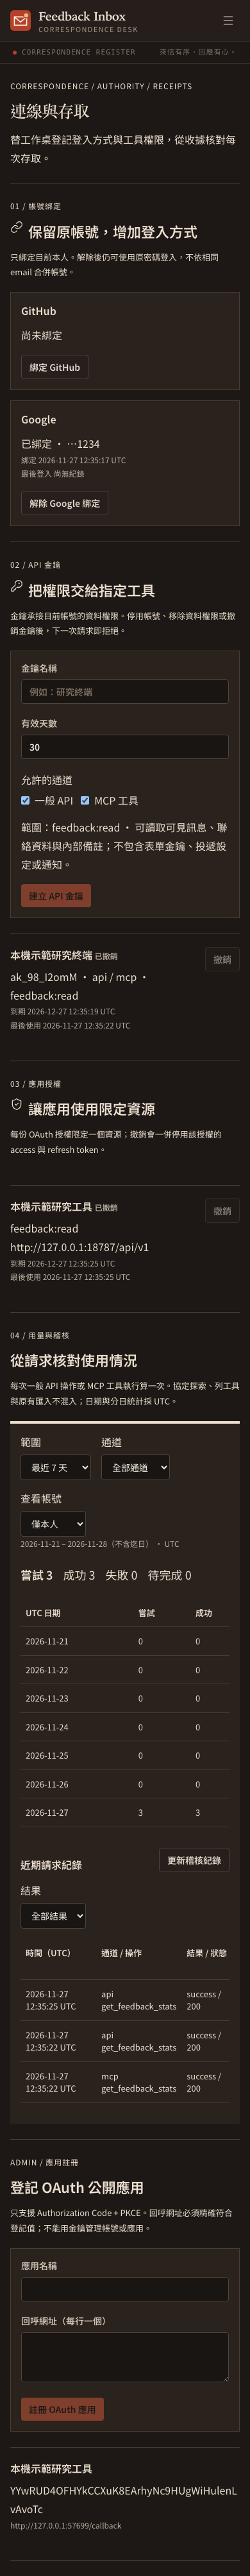 Feedback Inbox
CORRESPONDENCE DESK
CORRESPONDENCE REGISTER
來信有序・回應有心・
CORRESPONDENCE / AUTHORITY / RECEIPTS
連線與存取
替工作桌登記登入方式與工具權限，從收據核對每
次存取。
01 / 帳號綁定
保留原帳號，增加登入方式
只綁定目前本人。解除後仍可使用原密碼登入，不依相同
email 合併帳號。
GitHub
尚未綁定
綁定 GitHub
Google
已綁定 ・ …1234
綁定 2026-11-27 12:35:17 UTC
最後登入 尚無紀錄
解除 Google 綁定
02 / API 金鑰
把權限交給指定工具
金鑰承接目前帳號的資料權限。停用帳號、移除資料權限或撤
銷金鑰後，下一次請求即拒絕。
金鑰名稱
例如：研究終端
有效天數
30
允許的通道
一般 API MCP 工具
範圍：feedback:read ・ 可讀取可見訊息、聯
絡資料與內部備註；不包含表單金鑰、投遞設
定或通知。
建立 API 金鑰
本機示範研究終端 已撤銷
撤銷
ak_98_I2omM ・ api / mcp ・
feedback:read
到期 2026-12-27 12:35:19 UTC
最後使用 2026-11-27 12:35:22 UTC
03 / 應用授權
讓應用使用限定資源
每份 OAuth 授權限定一個資源；撤銷會一併停用該授權的
access 與 refresh token。
本機示範研究工具 已撤銷
撤銷
feedback:read
http://127.0.0.1:18787/api/v1
到期 2026-12-27 12:35:25 UTC
最後使用 2026-11-27 12:35:25 UTC
04 / 用量與稽核
從請求核對使用情況
每次一般 API 操作或 MCP 工具執行算一次。協定探索、列工具
與原有匯入不混入；日期與分日統計採 UTC。
範圍 通道
最近 7 天 全部通道
查看帳號
僅本人
2026-11-21 – 2026-11-28（不含迄日） ・ UTC
嘗試 3 成功 3 失敗 0 待完成 0
UTC 日期 嘗試 成功
2026-11-21 0 0
2026-11-22 0 0
2026-11-23 0 0
2026-11-24 0 0
2026-11-25 0 0
2026-11-26 0 0
2026-11-27 3 3
近期請求紀錄
更新稽核紀錄
結果
全部結果
時間（UTC） 通道 / 操作 結果 / 狀態
2026-11-27 api success /
12:35:25 UTC get_feedback_stats 200
2026-11-27 api success /
12:35:22 UTC get_feedback_stats 200
2026-11-27 mcp success /
12:35:22 UTC get_feedback_stats 200
ADMIN / 應用註冊
登記 OAuth 公開應用
只支援 Authorization Code + PKCE。回呼網址必須精確符合
登記值；不能用金鑰管理帳號或應用。
應用名稱
回呼網址（每行一個）
註冊 OAuth 應用
本機示範研究工具
YYwRUD4OFHYkCCXuK8EArhyNc9HUgWiHulenL
vAvoTc
http://127.0.0.1:57699/callback